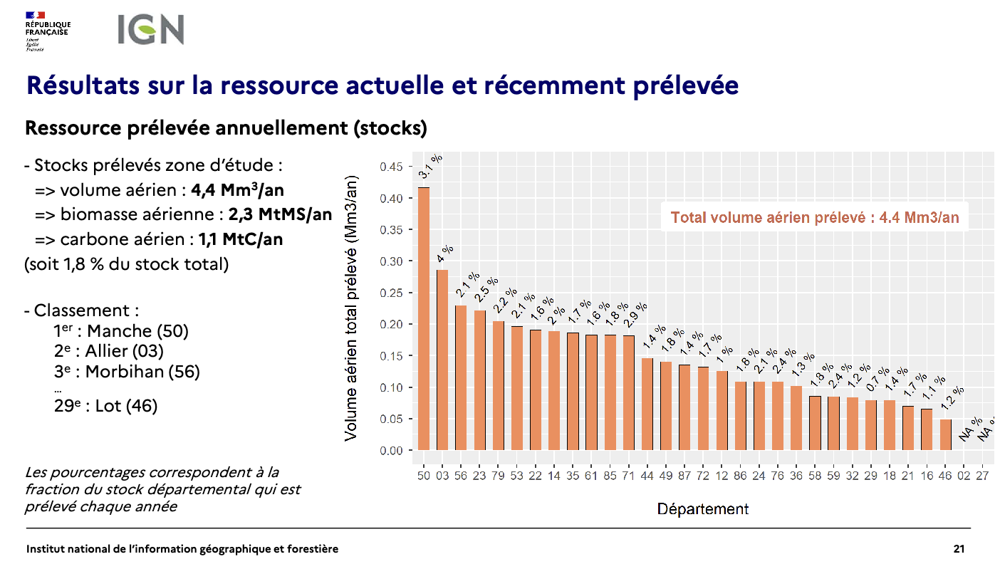 RÉPUBLIQUE
FRANÇAISE
Liberté
Égalité
Fraternité
IGN
Résultats sur la ressource actuelle et récemment prélevée
Ressource prélevée annuellement (stocks)
- Stocks prélevés zone d'étude :
=> volume aérien : 4,4 Mm³/an
=> biomasse aérienne : 2,3 MtMS/an
=> carbone aérien : 1,1 MtC/an
(soit 1,8 % du stock total)
- Classement :
1er : Manche (50)
2e : Allier (03)
3e : Morbihan (56)
...
29e : Lot (46)
Les pourcentages correspondent à la
fraction du stock départemental qui est
prélevé chaque année
Volume aérien total prélevé (Mm3/an)
0.45
0.40
0.35
0.30
0.25
0.20
0.15
0.10
0.05
0.00
Total volume aérien prélevé : 4.4 Mm3/an
3.1 %
4 %
2.1 %
2.5 %
2.2 %
2.1 %
1.6 %
2 %
1.7 %
1.6 %
1.8 %
2.9 %
1.4 %
1.8 %
1.4 %
1.7 %
1 %
1.8 %
2.1 %
2.4 %
1.3 %
1.8 %
2.4 %
1.2 %
0.7 %
1.4 %
1.7 %
1.1 %
1.2 %
NA %
NA %
50 03 56 23 79 53 22 14 35 61 85 71 44 49 87 72 12 86 24 76 36 58 59 32 29 18 21 16 46 02 27
Département
Institut national de l'information géographique et forestière
21